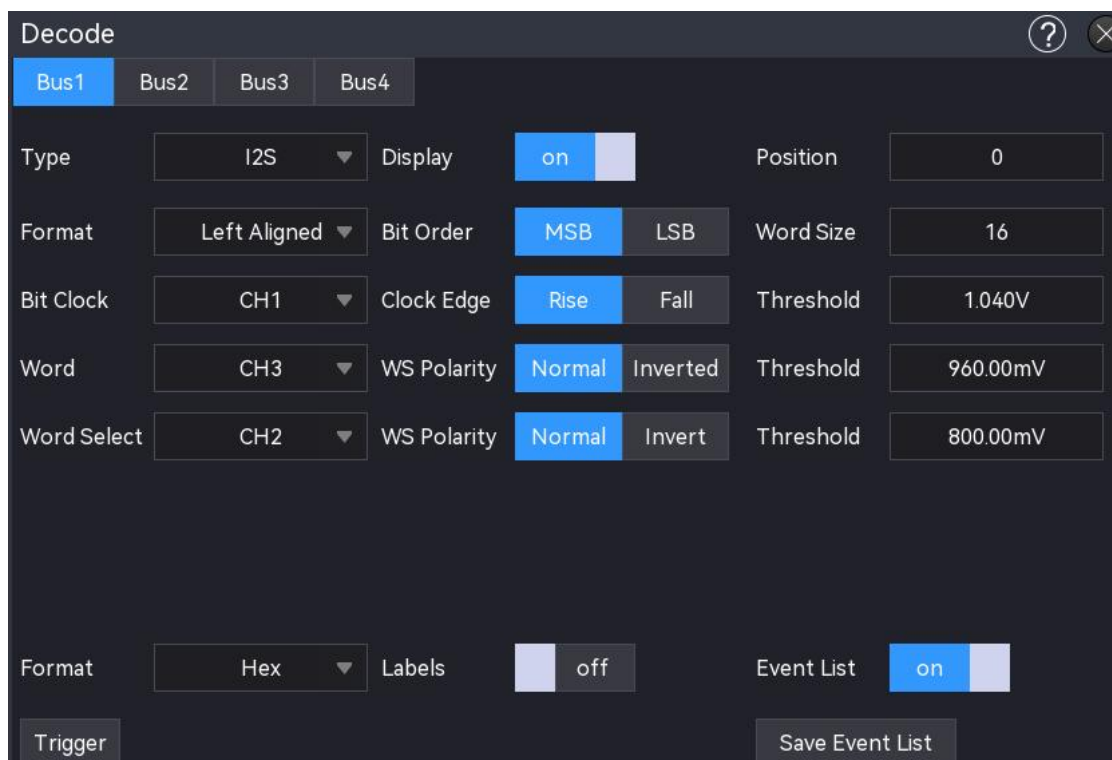 Decode ?
Bus1 Bus2 Bus3 Bus4
Type I2S Display on Position 0
Format Left Aligned Bit Order MSB LSB Word Size 16
Bit Clock CH1 Clock Edge Rise Fall Threshold 1.040V
Word CH3 WS Polarity Normal Inverted Threshold 960.00mV
Word Select CH2 WS Polarity Normal Invert Threshold 800.00mV
Format Hex Labels off Event List on
Trigger Save Event List